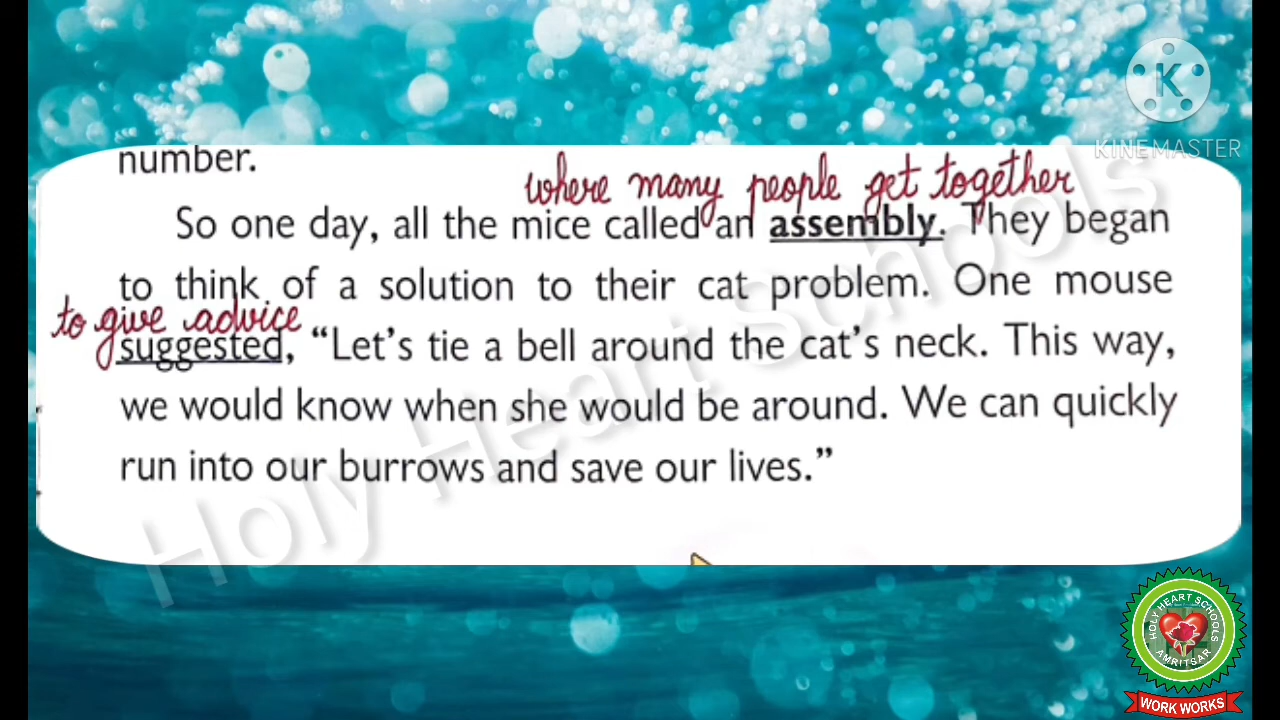 K
KINEMASTER
number.
where many people get together
So one day, all the mice called an assembly. They began
to think of a solution to their cat problem. One mouse
to give advice
suggested, “Let’s tie a bell around the cat’s neck. This way,
we would know when she would be around. We can quickly
run into our burrows and save our lives.”
Holy Heart Schools
HOLY HEART SCHOOLS
AMRITSAR
WORK WORKS